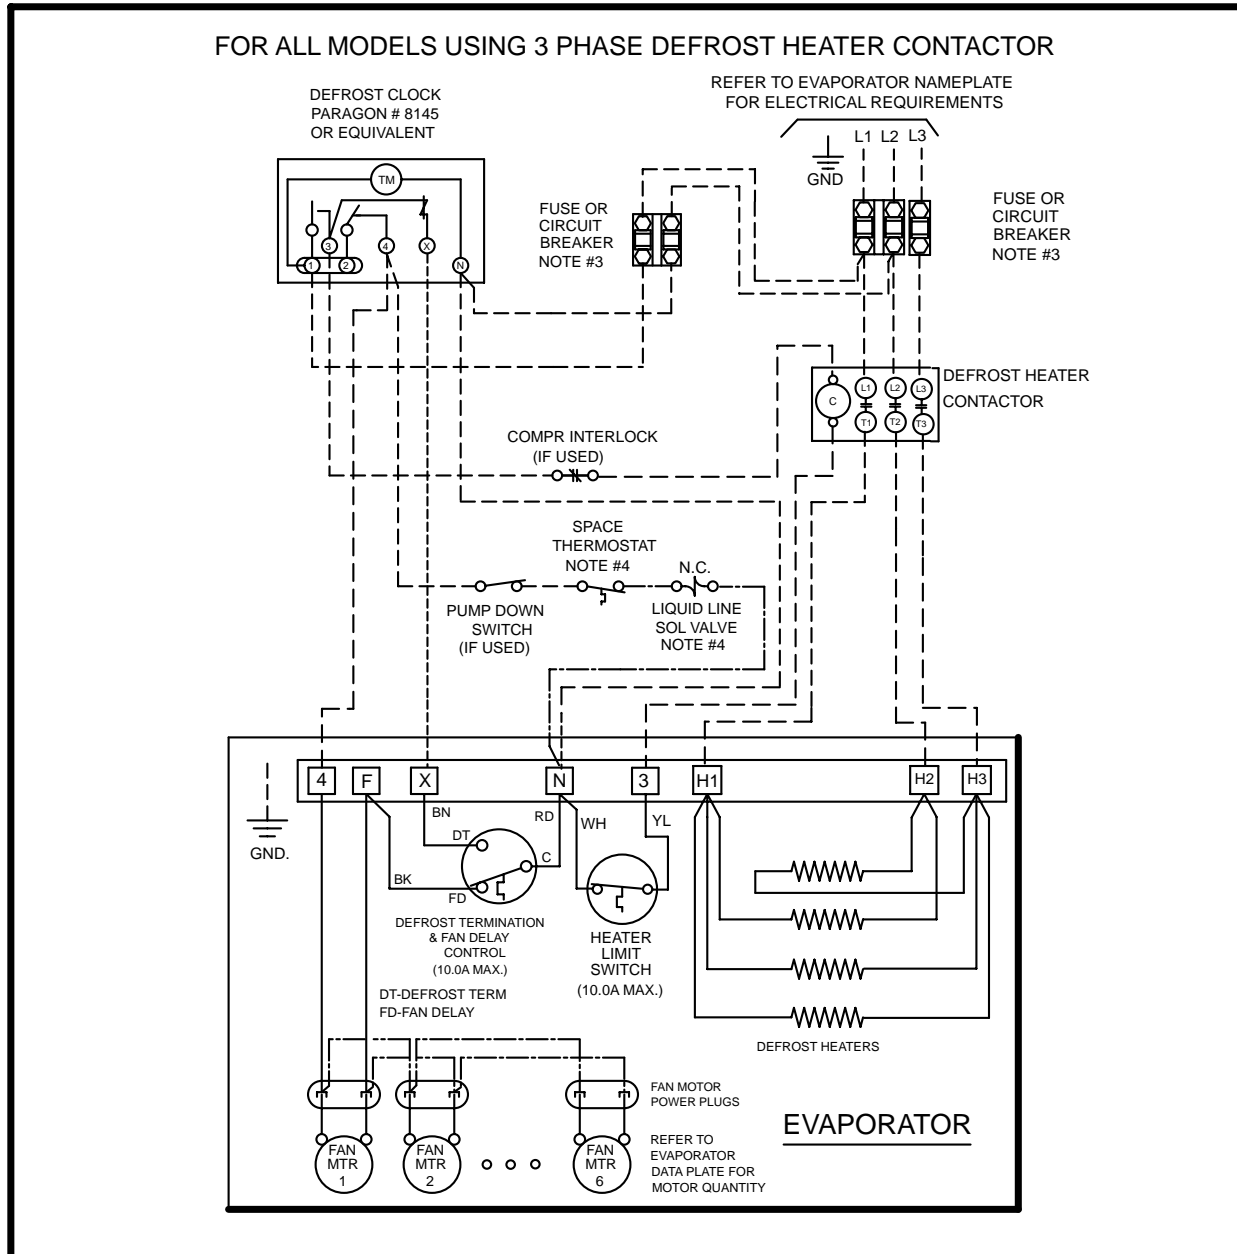 FOR ALL MODELS USING 3 PHASE DEFROST HEATER CONTACTOR
DEFROST CLOCK
PARAGON # 8145
OR EQUIVALENT
REFER TO EVAPORATOR NAMEPLATE
FOR ELECTRICAL REQUIREMENTS
L1 L2 L3
GND
TM
3
4
X
1
2
N
FUSE OR
CIRCUIT
BREAKER
NOTE #3
FUSE OR
CIRCUIT
BREAKER
NOTE #3
DEFROST HEATER
CONTACTOR
C
L1 L2 L3
T1 T2 T3
COMPR INTERLOCK
(IF USED)
SPACE
THERMOSTAT
NOTE #4
N.C.
PUMP DOWN
SWITCH
(IF USED)
LIQUID LINE
SOL VALVE
NOTE #4
4 F X N 3 H1 H2 H3
GND.
BN
RD
WH
YL
DT
C
BK
FD
DEFROST TERMINATION
& FAN DELAY
CONTROL
(10.0A MAX.)
HEATER
LIMIT
SWITCH
(10.0A MAX.)
DT-DEFROST TERM
FD-FAN DELAY
DEFROST HEATERS
FAN MOTOR
POWER PLUGS
EVAPORATOR
FAN
MTR
1
FAN
MTR
2
FAN
MTR
6
REFER TO
EVAPORATOR
DATA PLATE FOR
MOTOR QUANTITY